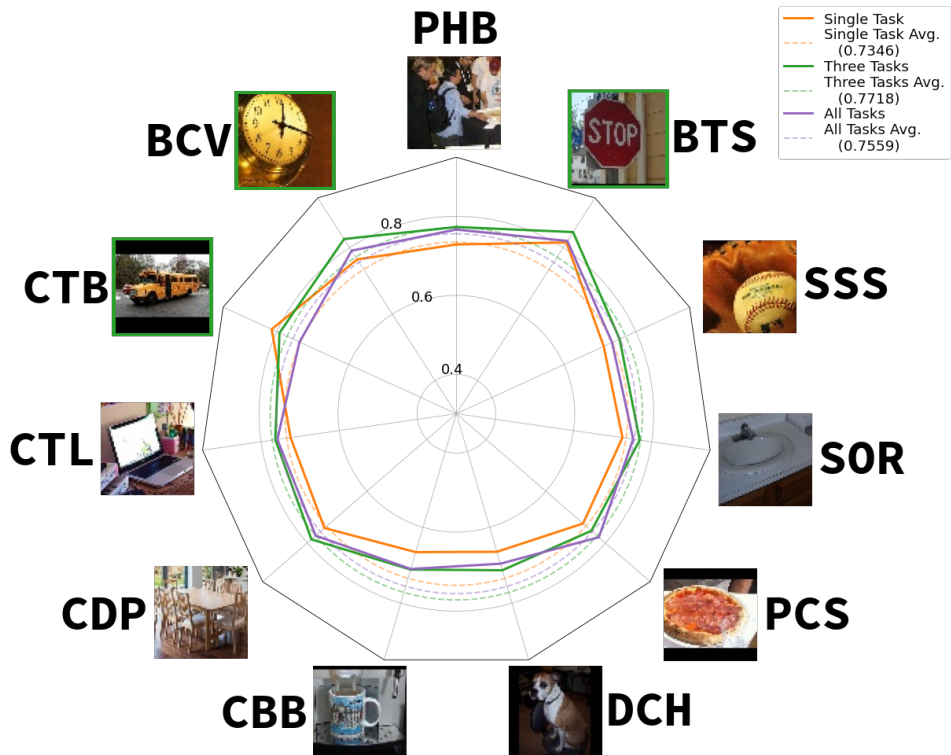 PHB
Single Task
Single Task Avg.
(0.7346)
Three Tasks
Three Tasks Avg.
(0.7718)
All Tasks
All Tasks Avg.
(0.7559)
BCV
STOP
BTS
0.8
CTB
0.6
SSS
0.4
CTL
SOR
CDP
PCS
CBB
DCH